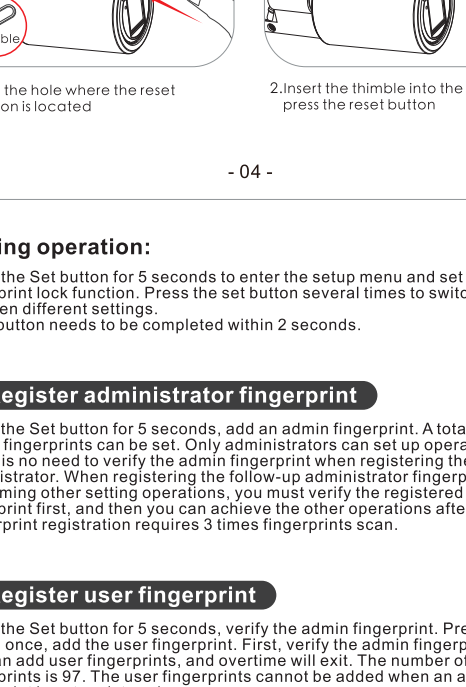 ble
the hole where the reset
on is located
2.Insert the thimble into the
press the reset button
- 04 -
ing operation:
the Set button for 5 seconds to enter the setup menu and set
print lock function. Press the set button several times to switc
en different settings.
button needs to be completed within 2 seconds.
egister administrator fingerprint
the Set button for 5 seconds, add an admin fingerprint. A tota
fingerprints can be set. Only administrators can set up opera
is no need to verify the admin fingerprint when registering the
istrator. When registering the follow-up administrator fingerp
ming other setting operations, you must verify the registered
print first, and then you can achieve the other operations afte
rprint registration requires 3 times fingerprints scan.
egister user fingerprint
the Set button for 5 seconds, verify the admin fingerprint. Pre
once, add the user fingerprint. First, verify the admin fingerp
an add user fingerprints, and overtime will exit. The number of
prints is 97. The user fingerprints cannot be added when an a